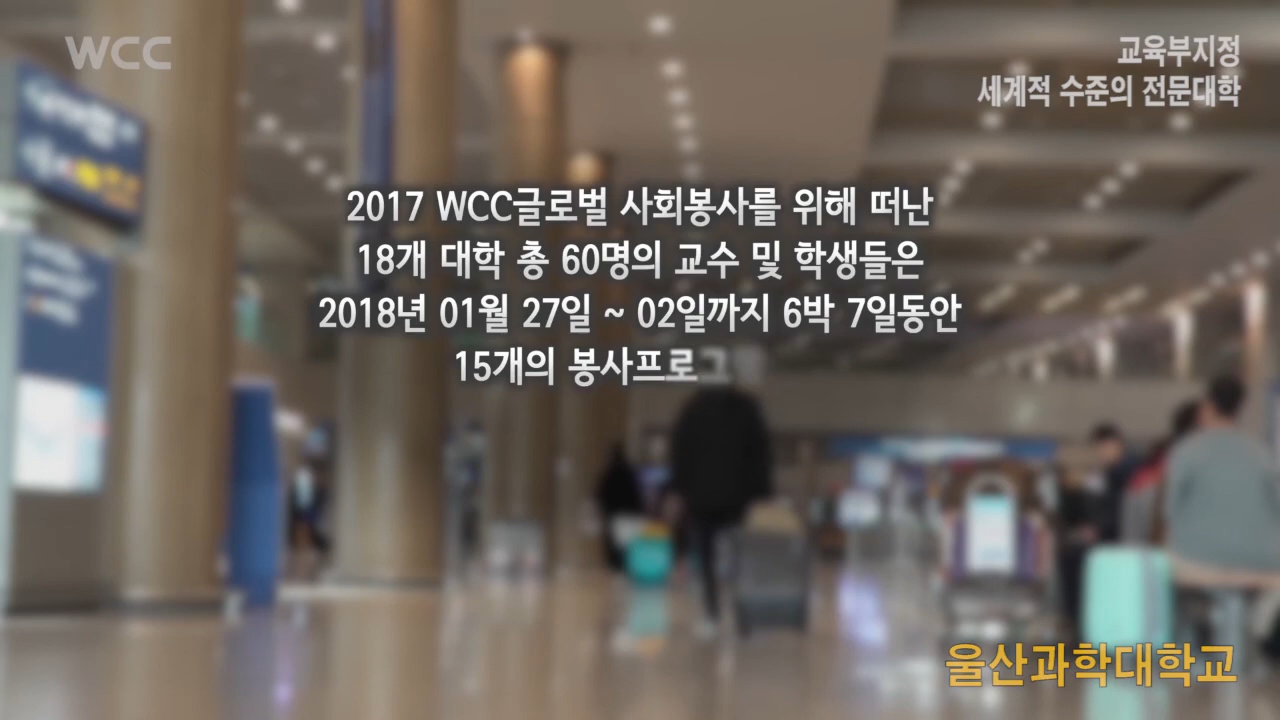 WCC
교육부지정
세계적 수준의 전문대학
2017 WCC글로벌 사회봉사를 위해 떠난
18개 대학 총 60명의 교수 및 학생들은
2018년 01월 27일 ~ 02일까지 6박 7일동안
15개의 봉사프로그
울산과학대학교